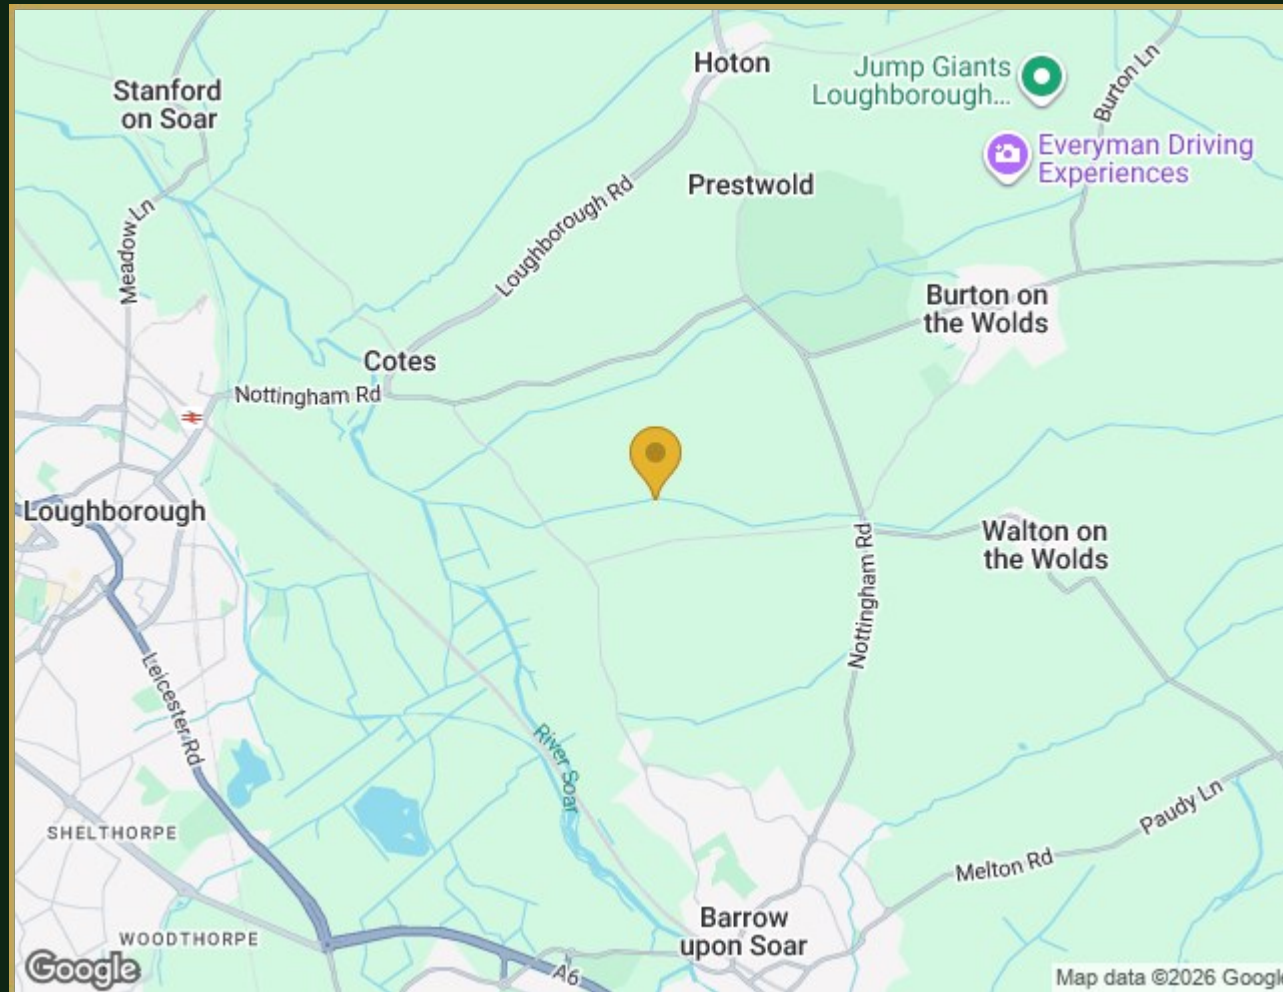 Hoton
Stanford
on Soar
Jump Giants
Loughborough...
Burton Ln
Everyman Driving
Experiences
Prestwold
Meadow Ln
Loughborough Rd
Burton on
the Wolds
Cotes
Nottingham Rd
Loughborough
Walton on
the Wolds
Nottingham Rd
Leicester Rd
River Soar
SHELTHORPE
Paudy Ln
Melton Rd
WOODTHORPE
Barrow
upon Soar
A6
Google
Map data ©2026 Google